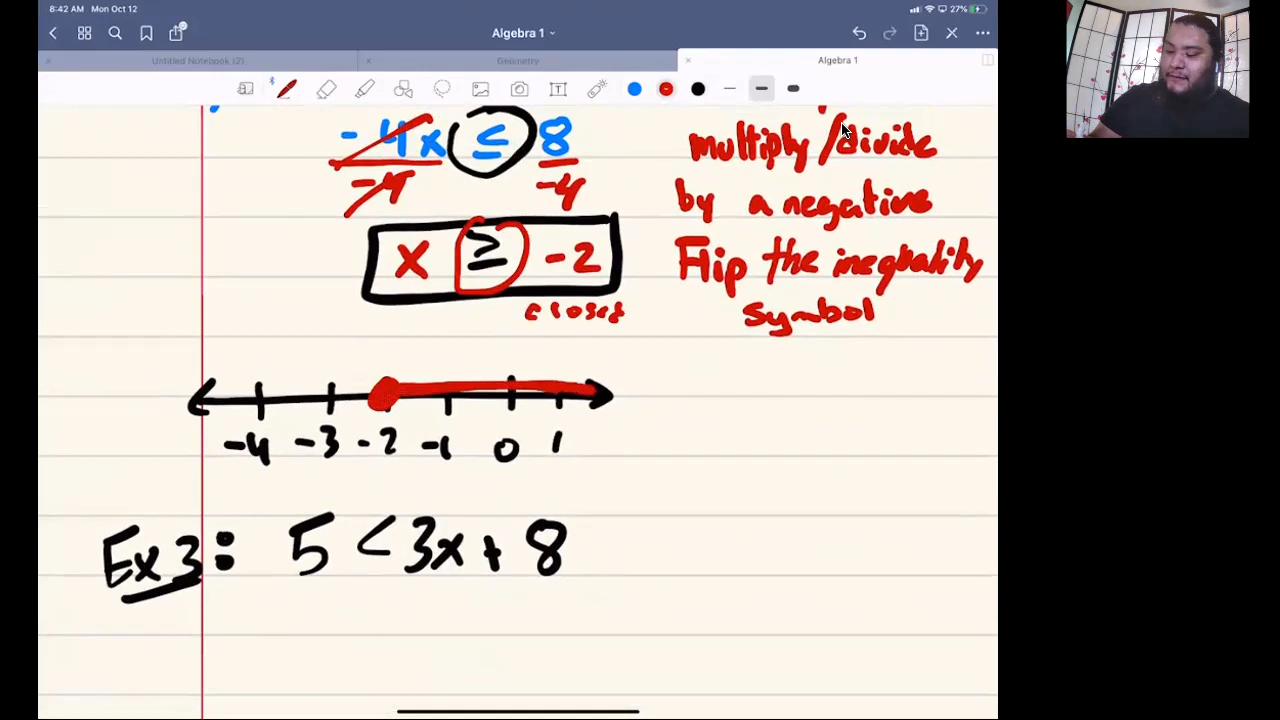 8:42 AM Mon Oct 12
27%
Algebra 1
Untitled Notebook (2)
Geometry
Algebra 1
-4x ≤ 8
-4 -4
x ≥ -2
closed
multiply/divide
by a negative
Flip the inequality
symbol
-4 -3 -2 -1 0 1
Ex 3: 5 < 3x + 8